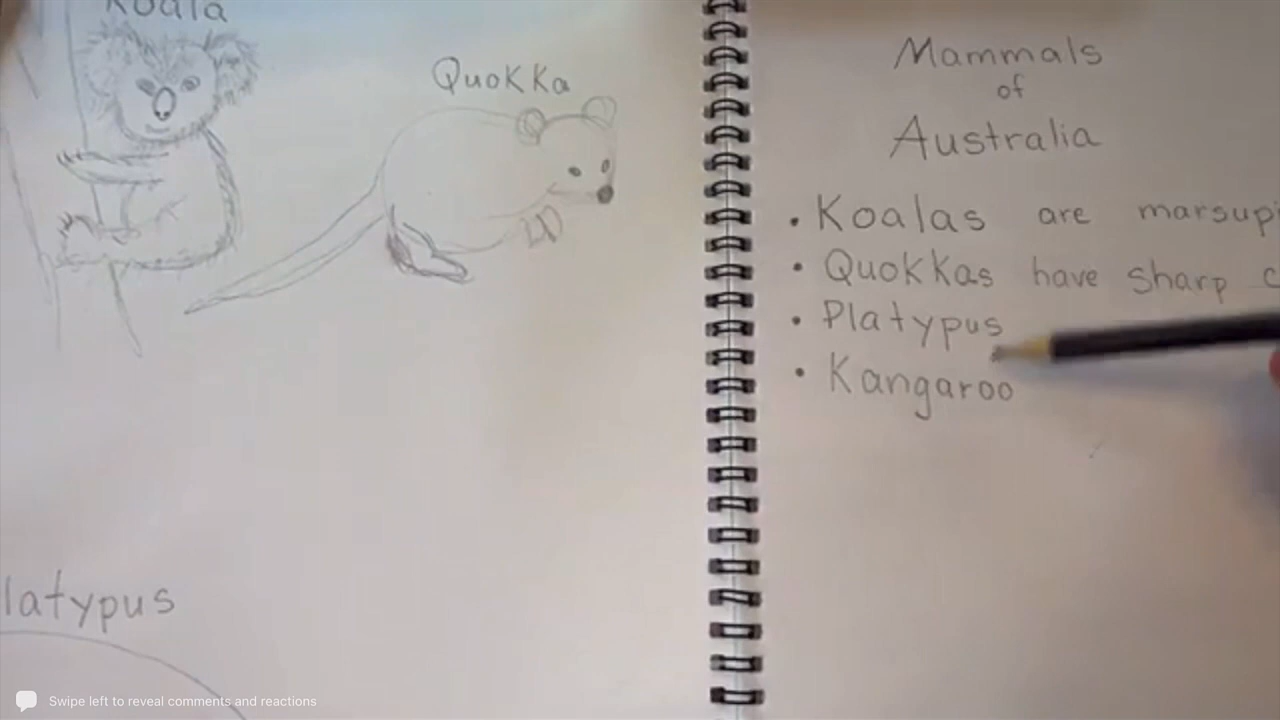 Koala
Quokka
latypus
Mammals
of
Australia
• Koalas are marsupi
• Quokkas have sharp c
• Platypus
• Kangaroo
Swipe left to reveal comments and reactions